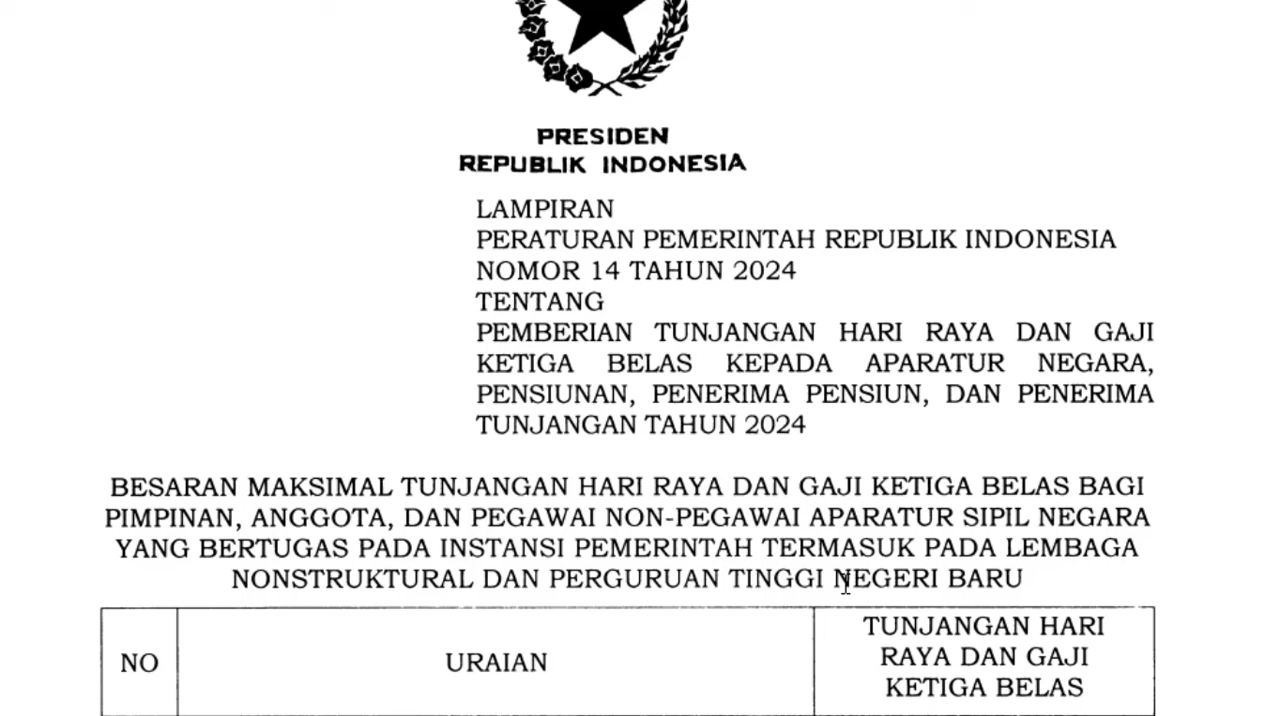 PRESIDEN
REPUBLIK INDONESIA
LAMPIRAN
PERATURAN PEMERINTAH REPUBLIK INDONESIA
NOMOR 14 TAHUN 2024
TENTANG
PEMBERIAN TUNJANGAN HARI RAYA DAN GAJI
KETIGA BELAS KEPADA APARATUR NEGARA,
PENSIUNAN, PENERIMA PENSIUN, DAN PENERIMA
TUNJANGAN TAHUN 2024
BESARAN MAKSIMAL TUNJANGAN HARI RAYA DAN GAJI KETIGA BELAS BAGI
PIMPINAN, ANGGOTA, DAN PEGAWAI NON-PEGAWAI APARATUR SIPIL NEGARA
YANG BERTUGAS PADA INSTANSI PEMERINTAH TERMASUK PADA LEMBAGA
NONSTRUKTURAL DAN PERGURUAN TINGGI NEGERI BARU
NO
URAIAN
TUNJANGAN HARI
RAYA DAN GAJI
KETIGA BELAS